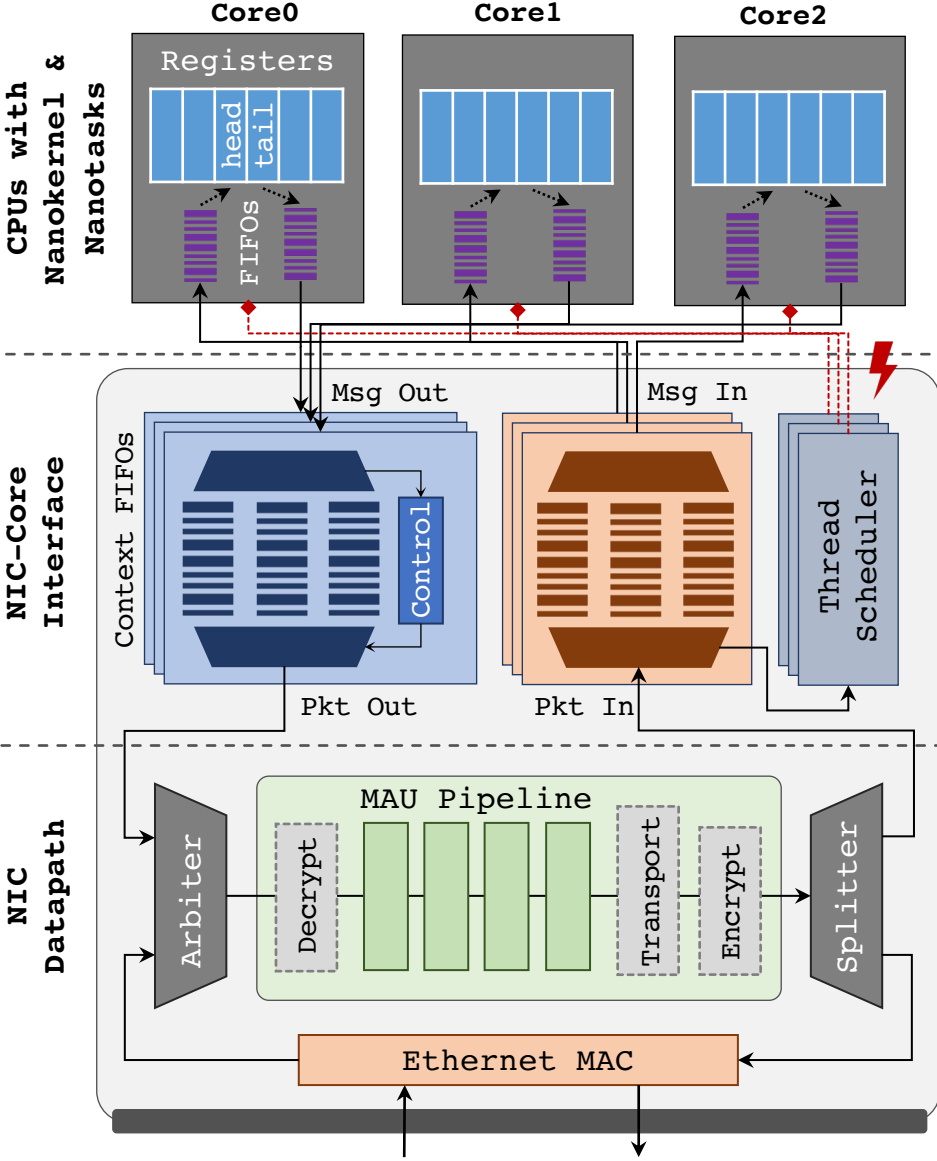 Core0
Core1
Core2
CPUs with
Nanokernel &
Nanotasks
Registers
head
tail
FIFOs
Msg Out
Msg In
NIC-Core
Interface
Context FIFOs
Control
Thread
Scheduler
Pkt Out
Pkt In
NIC
Datapath
MAU Pipeline
Arbiter
Decrypt
Transport
Encrypt
Splitter
Ethernet MAC